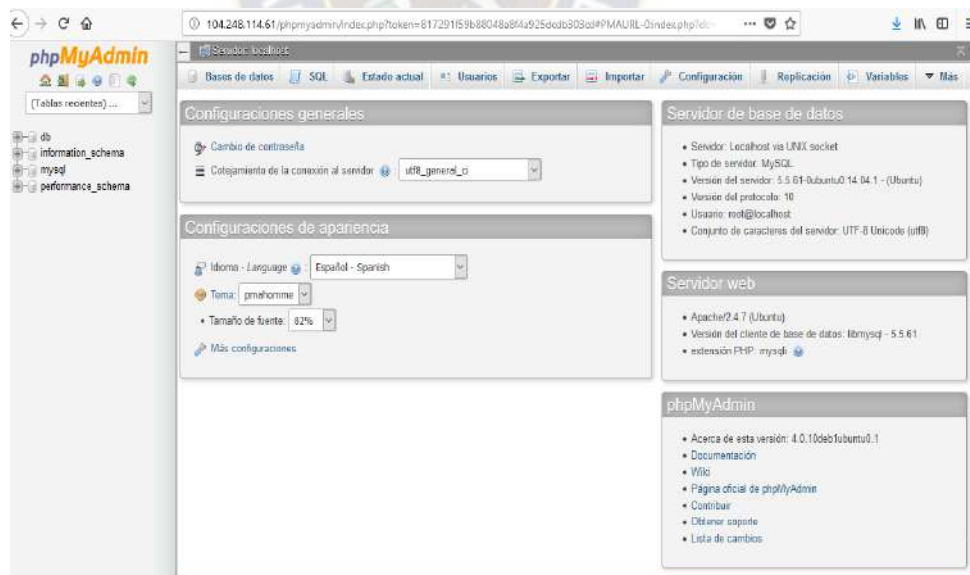 104.248.114.61/phpmyadmin/index.php?token=
phpMyAdmin
(Tablas recientes) ...
db
information_schema
mysql
performance_schema
Servidor: localhost
Bases de datos
SQL
Estado actual
Usuarios
Exportar
Importar
Configuración
Replicación
Variables
Más
Configuraciones generales
Cambio de contraseña
Cotejamiento de la conexión al servidor
utf8_general_ci
Configuraciones de apariencia
Idioma - Language
: Español - Spanish
Tema: pmahomme
Tamaño de fuente: 82%
Más configuraciones
Servidor de base de datos
Servidor: Localhost via UNIX socket
Tipo de servidor: MySQL
Versión del servidor: 5.5.61-0ubuntu0.14.04.1 - (Ubuntu)
Versión del protocolo: 10
Usuario: root@localhost
Conjunto de caracteres del servidor: UTF-8 Unicode (utf8)
Servidor web
Apache/2.4.7 (Ubuntu)
Versión del cliente de base de datos: libmysql - 5.5.61
extensión PHP: mysqli
phpMyAdmin
Acerca de esta versión: 4.0.10deb1ubuntu0.1
Documentación
Wiki
Página oficial de phpMyAdmin
Contribuir
Obtener soporte
Lista de cambios